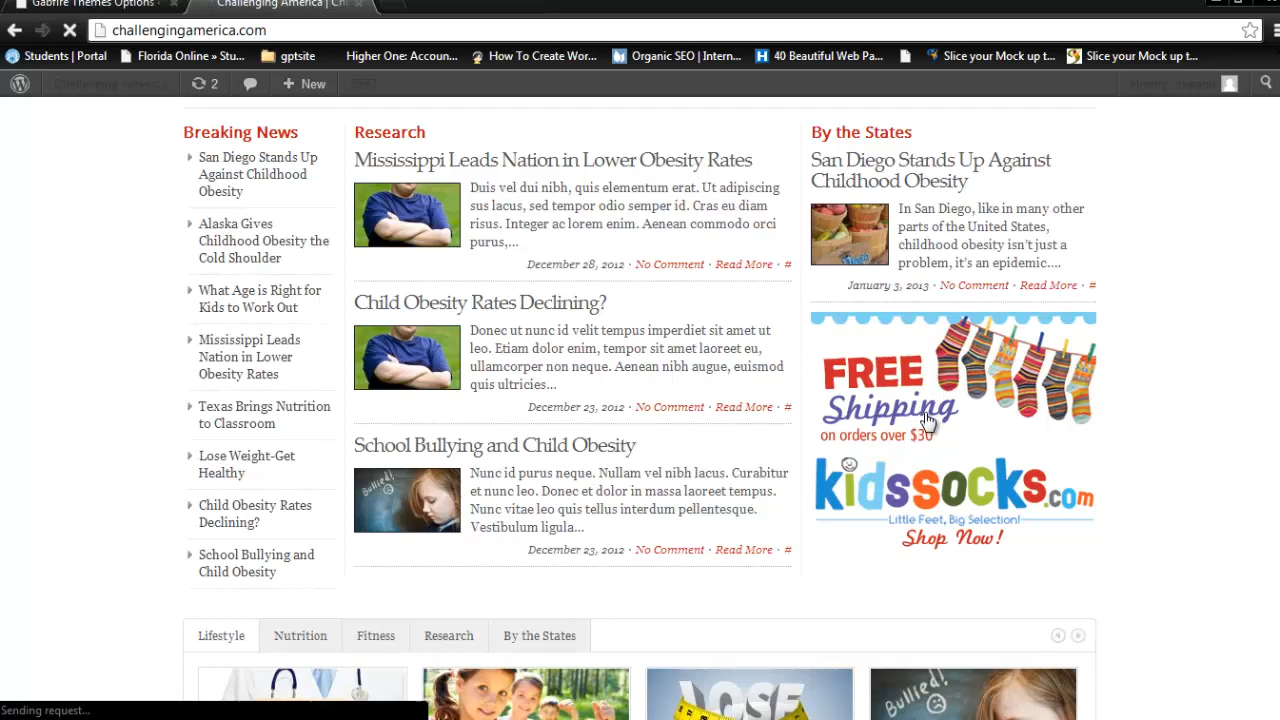 Gabfire Themes Options
Challenging America | Ch
challengingamerica.com
Students | Portal
Florida Online » Stu...
gptsite
Higher One: Accoun...
How To Create Wor...
Organic SEO | Intern...
40 Beautiful Web Pa...
Slice your Mock up t...
Slice your Mock up t...
Challenging America
2
+ New
SEO
Breaking News
San Diego Stands Up
Against Childhood
Obesity
Alaska Gives
Childhood Obesity the
Cold Shoulder
What Age is Right for
Kids to Work Out
Mississippi Leads
Nation in Lower
Obesity Rates
Texas Brings Nutrition
to Classroom
Lose Weight-Get
Healthy
Child Obesity Rates
Declining?
School Bullying and
Child Obesity
Research
Mississippi Leads Nation in Lower Obesity Rates
Duis vel dui nibh, quis elementum erat. Ut adipiscing
sus lacus, sed tempor odio semper id. Cras eu diam
risus. Integer ac lorem enim. Aenean commodo orci
purus,...
December 28, 2012 · No Comment · Read More · #
Child Obesity Rates Declining?
Donec ut nunc id velit tempus imperdiet sit amet ut
leo. Etiam dolor enim, tempor sit amet laoreet eu,
ullamcorper non neque. Aenean nibh augue, euismod
quis ultricies...
December 23, 2012 · No Comment · Read More · #
School Bullying and Child Obesity
Bullied!
Nunc id purus neque. Nullam vel nibh lacus. Curabitur
et nunc leo. Donec et dolor in massa laoreet tempus.
Nunc vitae leo quis tellus interdum pellentesque.
Vestibulum ligula...
December 23, 2012 · No Comment · Read More · #
By the States
San Diego Stands Up Against
Childhood Obesity
In San Diego, like in many other
parts of the United States,
childhood obesity isn't just a
problem, it's an epidemic....
January 3, 2013 · No Comment · Read More · #
FREE
Shipping
on orders over $30
kidssocks.com
Little Feet, Big Selection!
Shop Now!
Lifestyle
Nutrition
Fitness
Research
By the States
LOSE
Bullied!
Sending request...